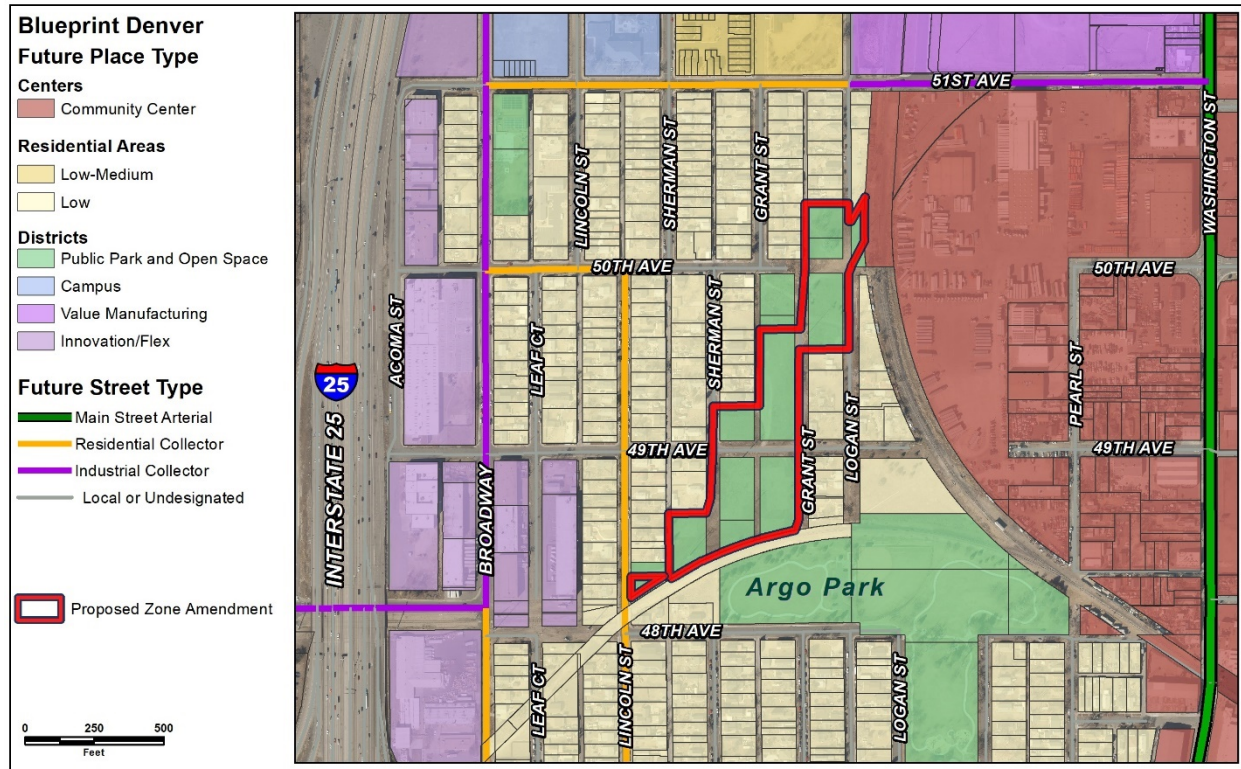 Blueprint Denver
Future Place Type
Centers
Community Center
Residential Areas
Low-Medium
Low
Districts
Public Park and Open Space
Campus
Value Manufacturing
Innovation/Flex
Future Street Type
Main Street Arterial
Residential Collector
Industrial Collector
Local or Undesignated
Proposed Zone Amendment
0 250 500
Feet
51ST AVE
WASHINGTON ST
LINCOLN ST
SHERMAN ST
GRANT ST
50TH AVE
50TH AVE
ACOMA ST
LEAF CT
SHERMAN ST
25
INTERSTATE 25
LOGAN ST
PEARL ST
49TH AVE
49TH AVE
BROADWAY
GRANT ST
Argo Park
48TH AVE
LEAF CT
LINCOLN ST
LOGAN ST